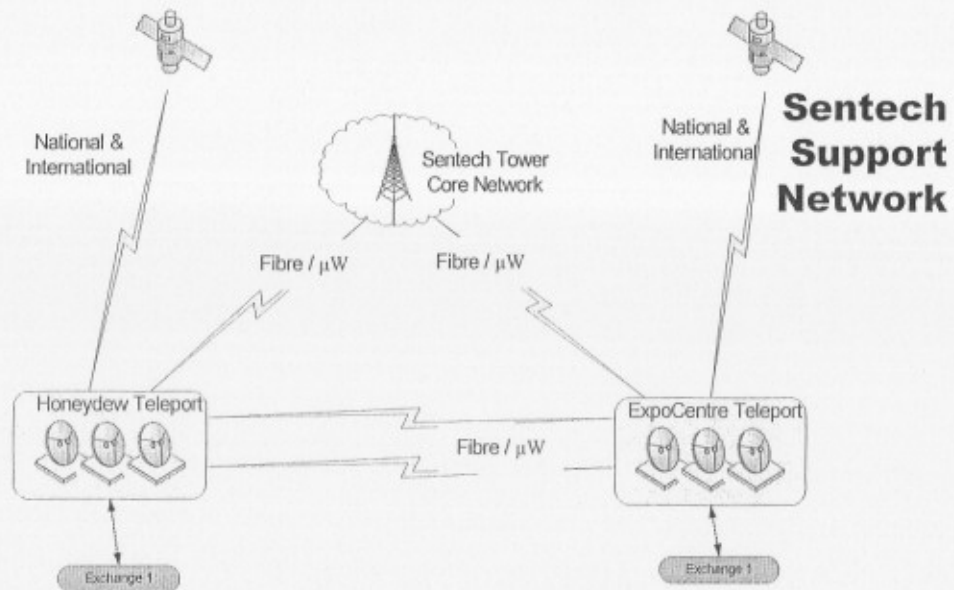 Sentech
Support
Network
National &
International
Sentech Tower
Core Network
National &
International
Fibre / µW
Fibre / µW
Honeydew Teleport
ExpoCentre Teleport
Fibre / µW
Exchange 1
Exchange 1